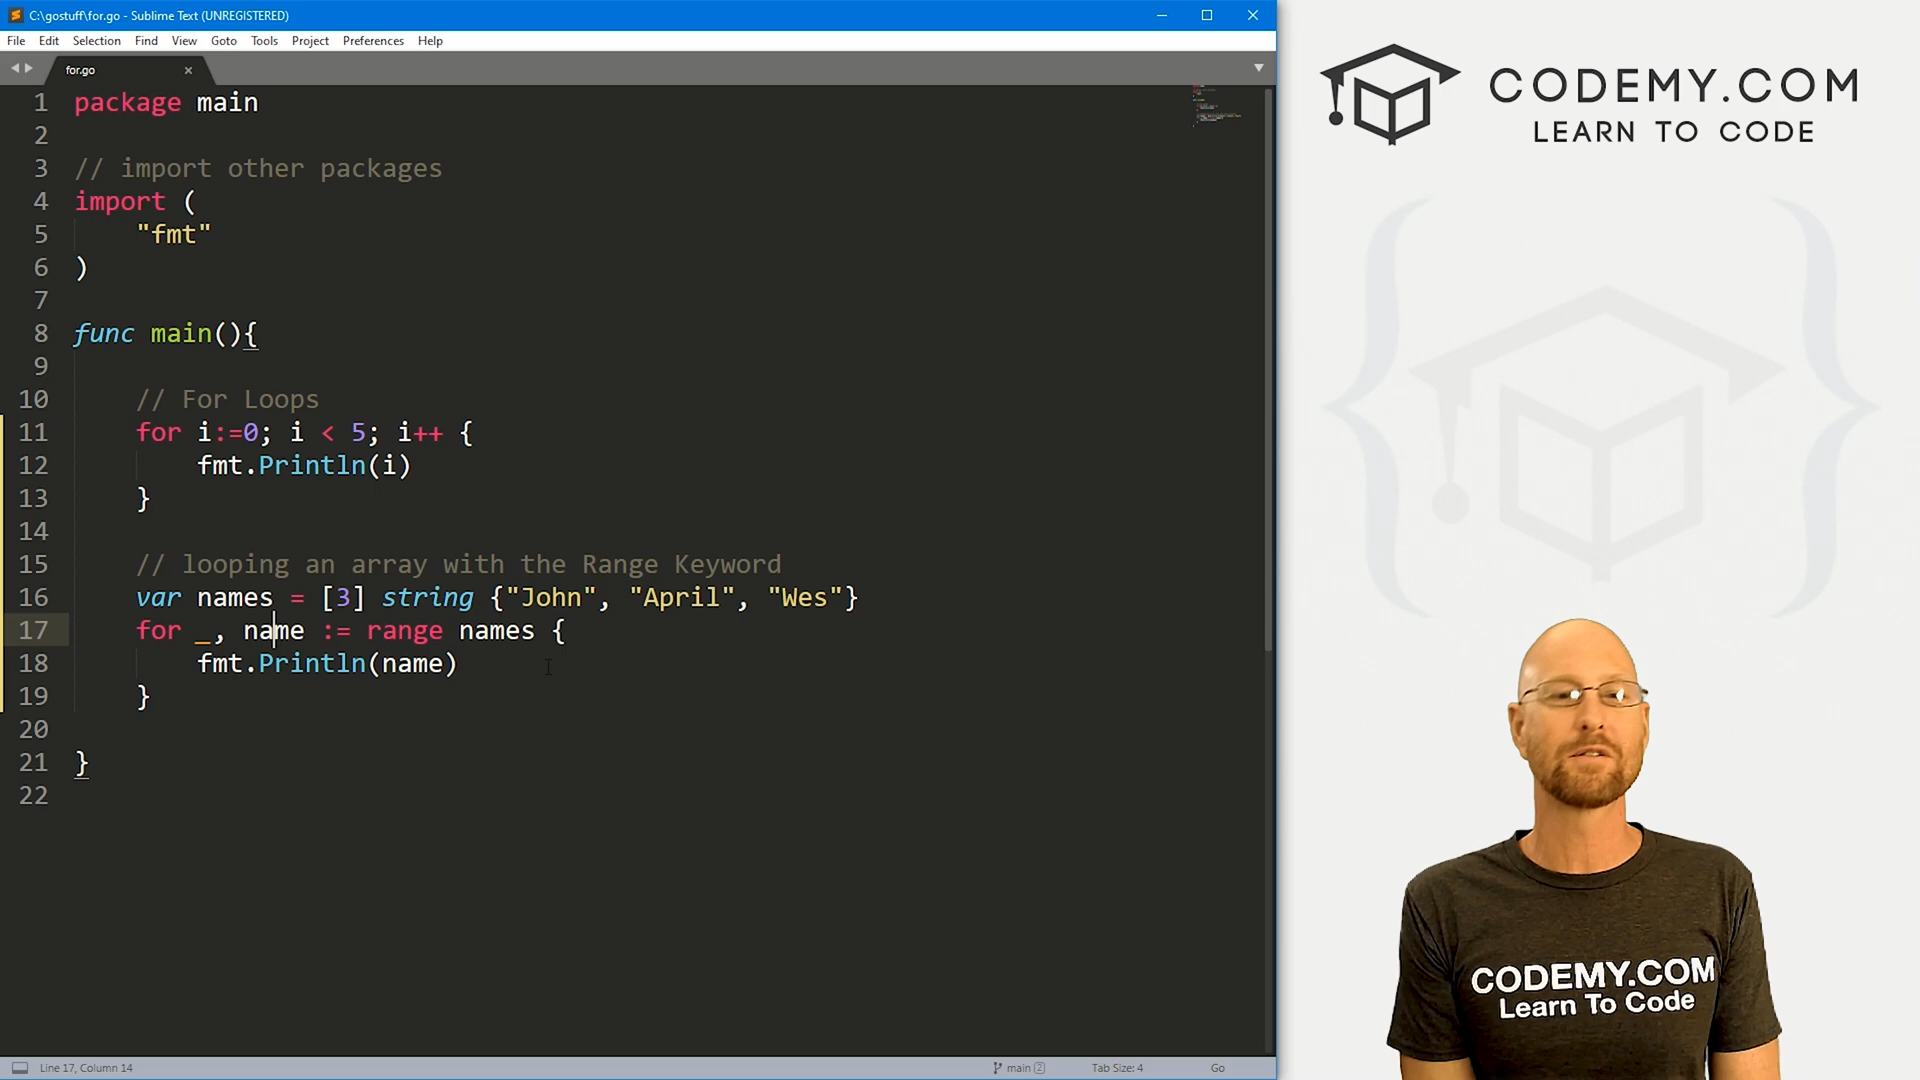 C:\gostuff\for.go - Sublime Text (UNREGISTERED)
File Edit Selection Find View Goto Tools Project Preferences Help
for.go
1 package main
2
3 // import other packages
4 import (
5 "fmt"
6 )
7
8 func main(){
9
10 // For Loops
11 for i:=0; i < 5; i++ {
12 fmt.Println(i)
13 }
14
15 // looping an array with the Range Keyword
16 var names = [3] string {"John", "April", "Wes"}
17 for _, name := range names {
18 fmt.Println(name)
19 }
20
21 }
22
Line 17, Column 14
main 2
Tab Size: 4
Go
CODEMY.COM
LEARN TO CODE
CODEMY.COM
Learn To Code